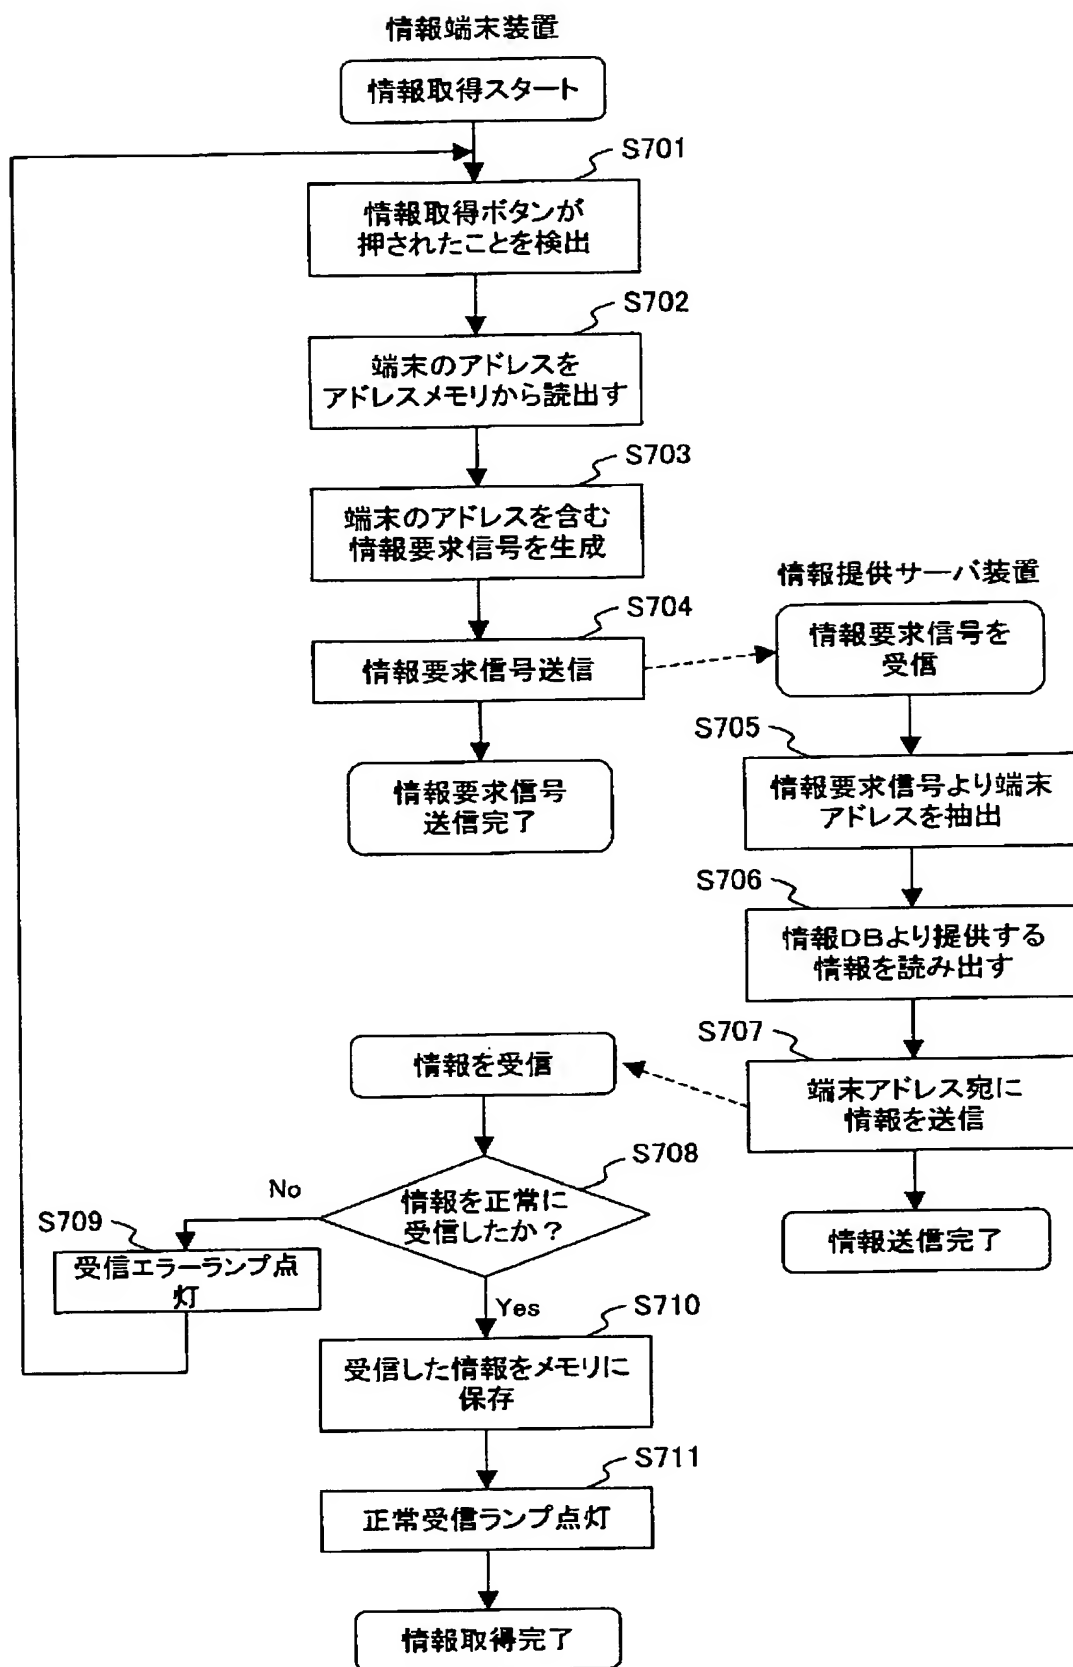 情報端末装置
情報取得スタート
S701
情報取得ボタンが
押されたことを検出
S702
端末のアドレスを
アドレスメモリから読出す
S703
端末のアドレスを含む
情報要求信号を生成
S704
情報要求信号送信
情報要求信号
送信完了
情報提供サーバ装置
情報要求信号を
受信
S705
情報要求信号より端末
アドレスを抽出
S706
情報DBより提供する
情報を読み出す
S707
端末アドレス宛に
情報を送信
情報送信完了
情報を受信
S708
情報を正常に
受信したか？
No
S709
受信エラーランプ点
灯
Yes
S710
受信した情報をメモリに
保存
S711
正常受信ランプ点灯
情報取得完了